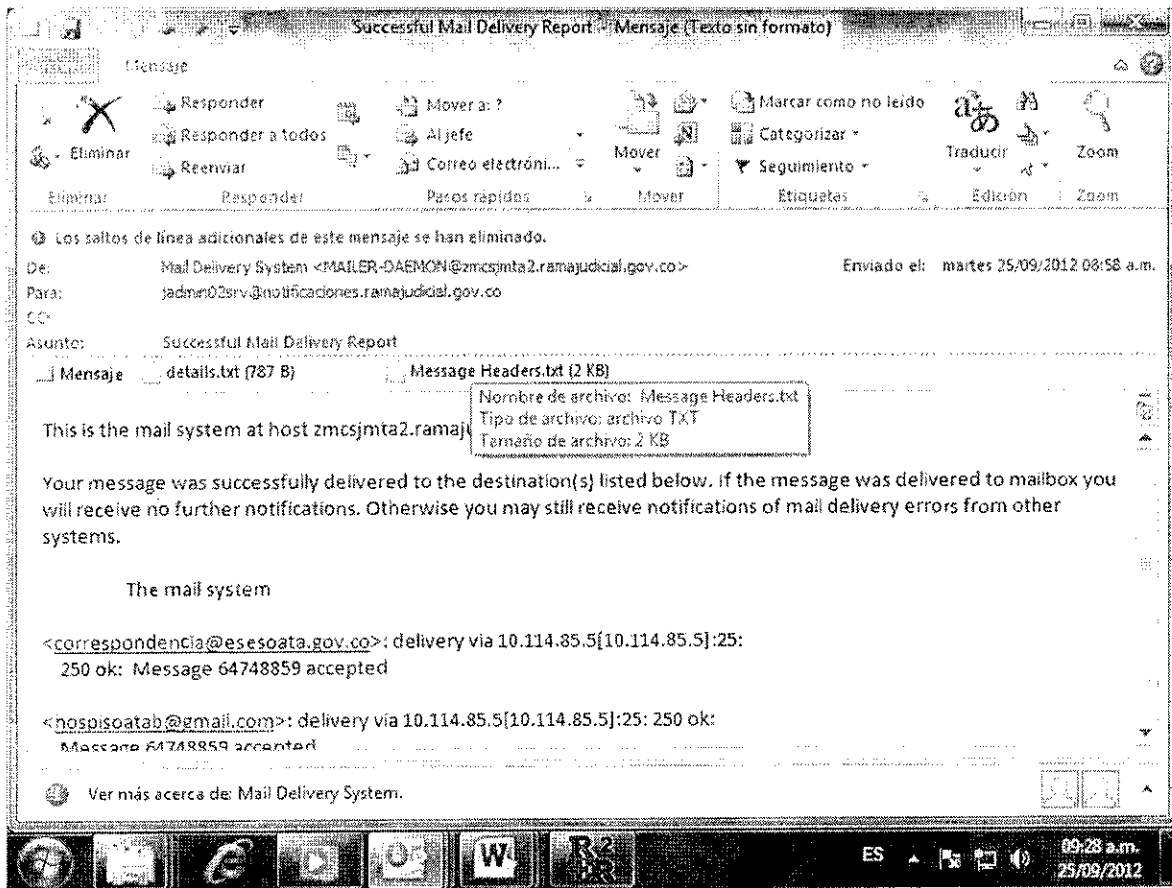 Successful Mail Delivery Report - Mensaje (Texto sin formato)
Mensaje
Eliminar
Responder
Responder a todos
Reenviar
Mover a: ?
Al jefe
Correo electróni...
Mover
Marcar como no leído
Categorizar
Seguimiento
Traducir
Zoom
Eliminar
Responder
Pasos rápidos
Mover
Etiquetas
Edición
Zoom
Los saltos de línea adicionales de este mensaje se han eliminado.
De: Mail Delivery System <MAILER-DAEMON@zmcsjmta2.ramajudicial.gov.co> Enviado el: martes 25/09/2012 08:58 a.m.
Para: jadmin02srv@notificaciones.ramajudicial.gov.co
CC:
Asunto: Successful Mail Delivery Report
Mensaje details.txt (787 B) Message Headers.txt (2 KB)
Nombre de archivo: Message Headers.txt
Tipo de archivo: archivo TXT
Tamaño de archivo: 2 KB
This is the mail system at host zmcsjmta2.ramaju
Your message was successfully delivered to the destination(s) listed below. If the message was delivered to mailbox you
will receive no further notifications. Otherwise you may still receive notifications of mail delivery errors from other
systems.
The mail system
<correspondencia@esesoata.gov.co>: delivery via 10.114.85.5[10.114.85.5]:25:
250 ok: Message 64748859 accepted
<hospisoatab@gmail.com>: delivery via 10.114.85.5[10.114.85.5]:25: 250 ok:
Message 64748859 accepted
Ver más acerca de: Mail Delivery System.
ES
09:28 a.m.
25/09/2012